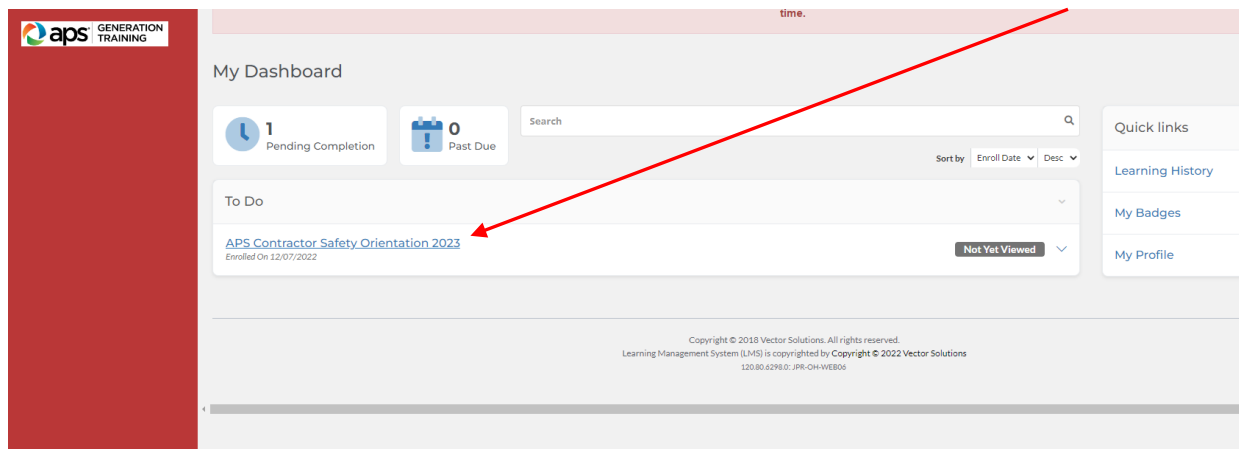 aps GENERATION
TRAINING
time.
My Dashboard
1
Pending Completion
0
Past Due
Search
Sort by Enroll Date Desc
To Do
APS Contractor Safety Orientation 2023
Enrolled On 12/07/2022
Not Yet Viewed
Quick links
Learning History
My Badges
My Profile
Copyright © 2018 Vector Solutions. All rights reserved.
Learning Management System (LMS) is copyrighted by Copyright © 2022 Vector Solutions
120.80.6298.0: JPR-OH-WEB06